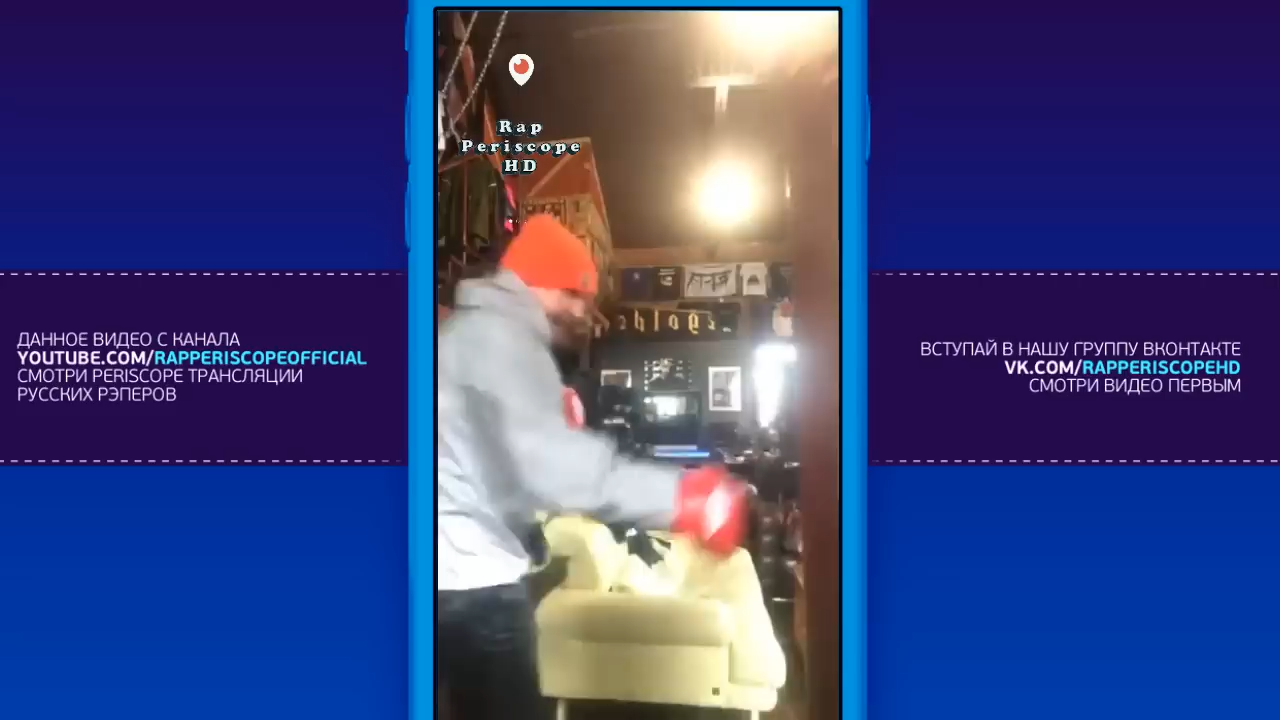 Rap
Periscope
HD
ДАННОЕ ВИДЕО С КАНАЛА
YOUTUBE.COM/RAPPERISCOPEOFFICIAL
СМОТРИ PERISCOPE ТРАНСЛЯЦИИ
РУССКИХ РЭПЕРОВ
ВСТУПАЙ В НАШУ ГРУППУ ВКОНТАКТЕ
VK.COM/RAPPERISCOPEHD
СМОТРИ ВИДЕО ПЕРВЫМ